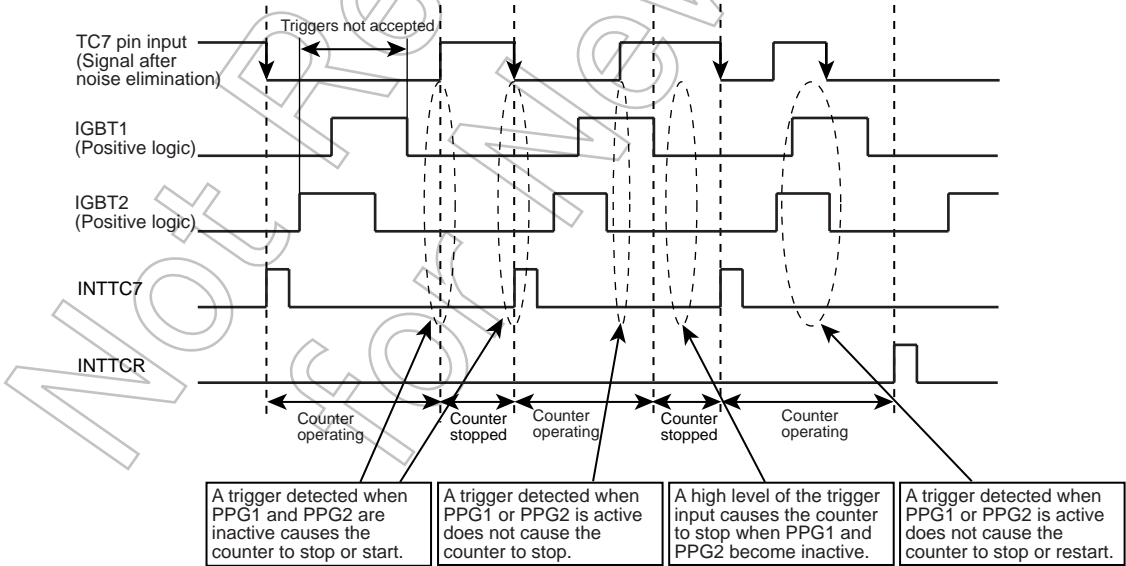 Triggers not accepted
TC7 pin input
(Signal after
noise elimination)
IGBT1
(Positive logic)
IGBT2
(Positive logic)
INTTC7
INTTCR
Counter
operating
Counter
stopped
Counter
operating
Counter
stopped
Counter
operating
A trigger detected when
PPG1 and PPG2 are
inactive causes the
counter to stop or start.
A trigger detected when
PPG1 or PPG2 is active
does not cause the
counter to stop.
A high level of the trigger
input causes the counter
to stop when PPG1 and
PPG2 become inactive.
A trigger detected when
PPG1 or PPG2 is active
does not cause the
counter to stop or restart.
Not Re
for New